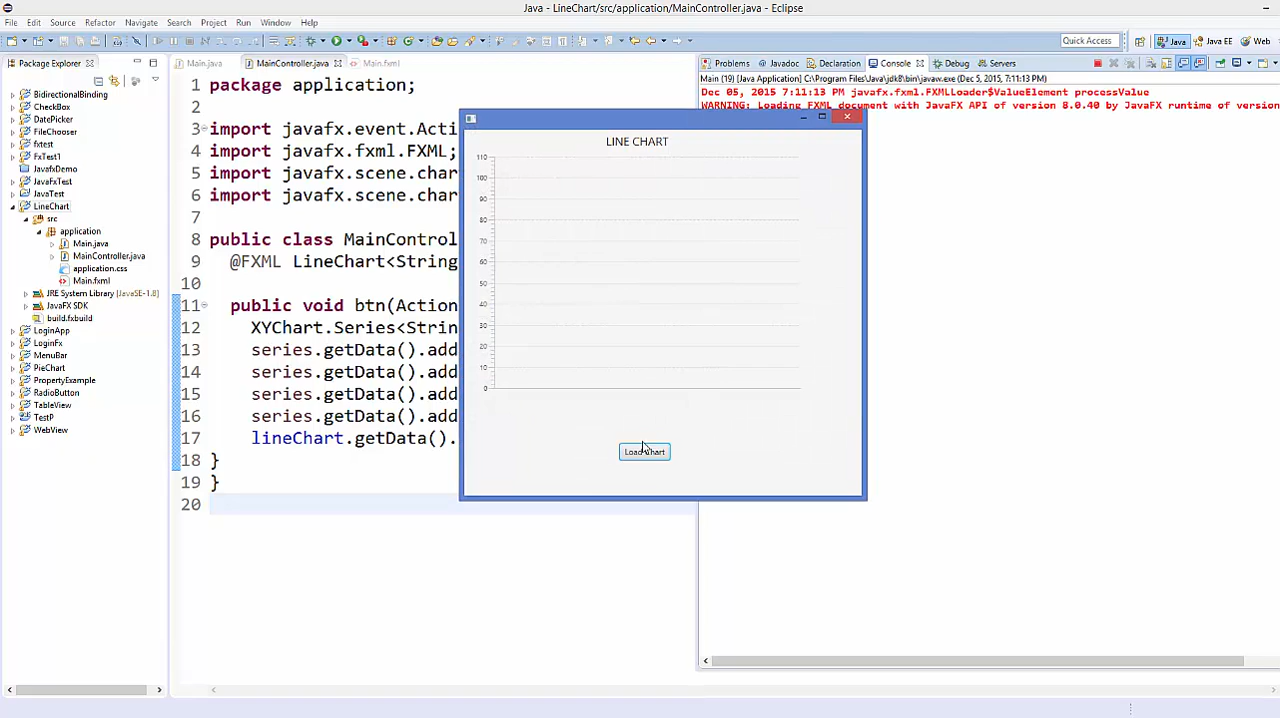 Java - LineChart/src/application/MainController.java - Eclipse
File Edit Source Refactor Navigate Search Project Run Window Help
Quick Access Java Java EE Web
Package Explorer
BidirectionalBinding
CheckBox
DatePicker
FileChooser
fxtest
FxTest1
JavafxDemo
JavaFxTest
JavaTest
LineChart
src
application
Main.java
MainController.java
application.css
Main.fxml
JRE System Library [JavaSE-1.8]
JavaFX SDK
build.fxbuild
LoginApp
LoginFx
MenuBar
PieChart
PropertyExample
RadioButton
TableView
TestP
WebView
Main.java MainController.java Main.fxml
1 package application;
2
3 import javafx.event.Acti
4 import javafx.fxml.FXML;
5 import javafx.scene.char
6 import javafx.scene.char
7
8 public class MainControl
9 @FXML LineChart<String
10
11 public void btn(Action
12 XYChart.Series<Strin
13 series.getData().add
14 series.getData().add
15 series.getData().add
16 series.getData().add
17 lineChart.getData().
18 }
19 }
20
LINE CHART
110
100
90
80
70
60
50
40
30
20
10
0
Load Chart
Problems Javadoc Declaration Console Debug Servers
Main (19) [Java Application] C:\Program Files\Java\jdk8\bin\javaw.exe (Dec 5, 2015, 7:11:13 PM)
Dec 05, 2015 7:11:13 PM javafx.fxml.FXMLLoader$ValueElement processValue
WARNING: Loading FXML document with JavaFX API of version 8.0.40 by JavaFX runtime of version